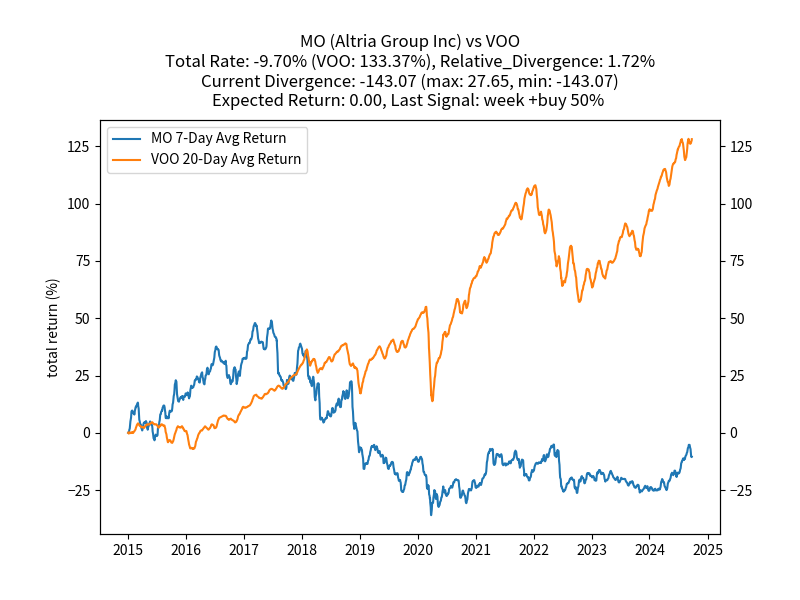 MO (Altria Group Inc) vs VOO
Total Rate: -9.70% (VOO: 133.37%), Relative_Divergence: 1.72%
Current Divergence: -143.07 (max: 27.65, min: -143.07)
Expected Return: 0.00, Last Signal: week +buy 50%
MO 7-Day Avg Return
VOO 20-Day Avg Return
total return (%)
125
100
75
50
25
0
−25
125
100
75
50
25
0
−25
2015 2016 2017 2018 2019 2020 2021 2022 2023 2024 2025